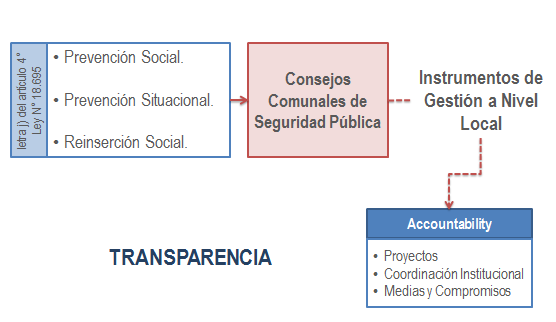 letra j) del artículo 4°
Ley N° 18.695
• Prevención Social.
• Prevención Situacional.
• Reinserción Social.
Consejos
Comunales de
Seguridad Pública
Instrumentos de
Gestión a Nivel
Local
Accountability
• Proyectos
• Coordinación Institucional
• Medias y Compromisos
TRANSPARENCIA